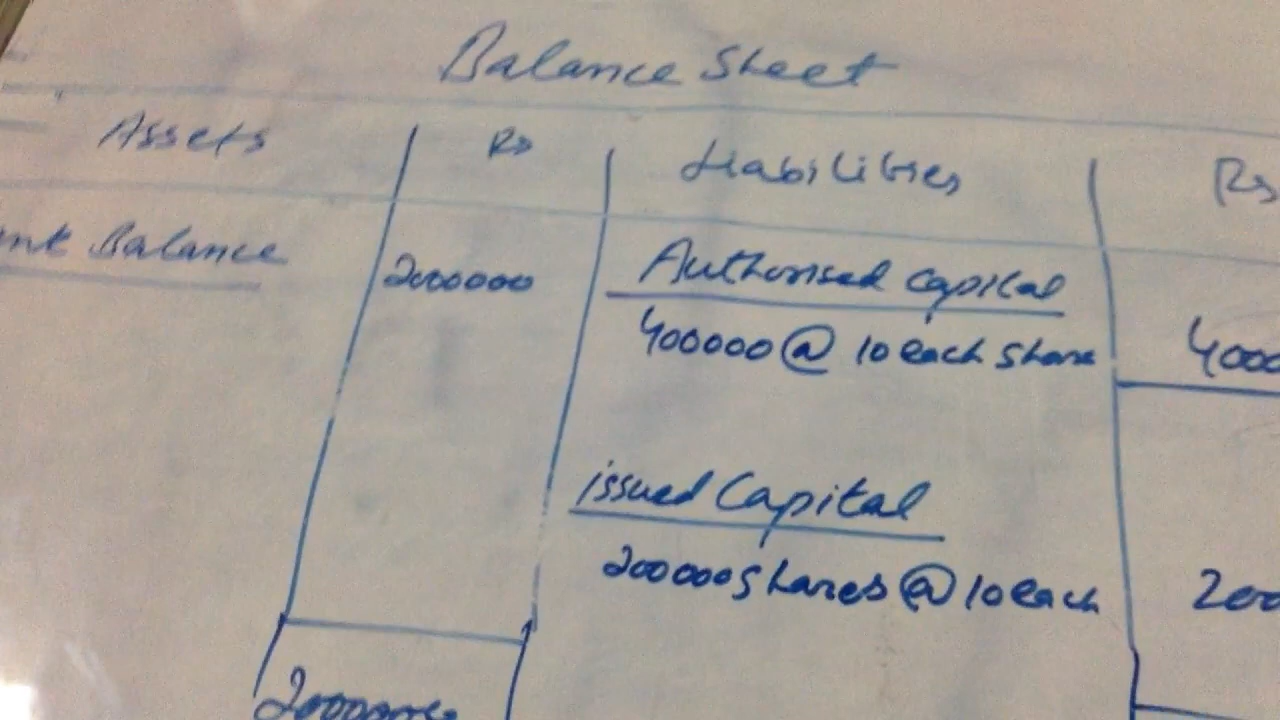 Balance Sheet
Assets Rs Liabilities Rs
Balance 2000000 Authorised Capital
400000 @ 10 each share
issued Capital
200000 shares @ 10 each